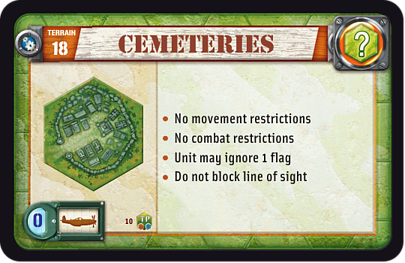 TERRAIN
18
CEMETERIES
?
• No movement restrictions
• No combat restrictions
• Unit may ignore 1 flag
• Do not block line of sight
0
10